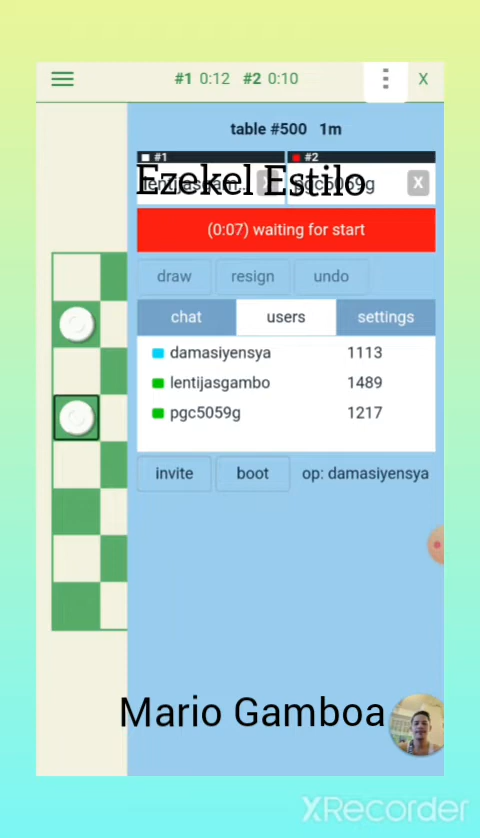 #1 0:12 #2 0:10 X
table #500 1m
#1 #2
Ezekel Estilo
X
(0:07) waiting for start
draw resign undo
chat users settings
damasiyensya 1113
lentijasgambo 1489
pgc5059g 1217
invite boot op: damasiyensya
Mario Gamboa
XRecorder